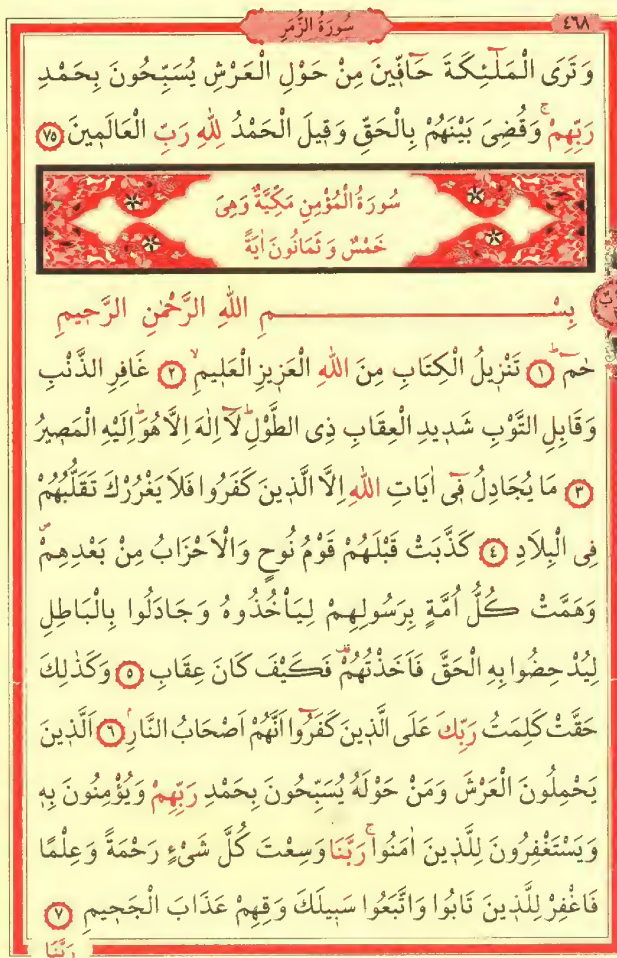 ٤٦٨
سُورَةُ الزُّمَرِ
وَتَرَى الْمَلٰٓئِكَةَ حَٓافّٖينَ مِنْ حَوْلِ الْعَرْشِ يُسَبِّحُونَ بِحَمْدِ
رَبِّهِمْۚ وَقُضِىَ بَيْنَهُمْ بِالْحَقِّ وَقٖيلَ الْحَمْدُ لِلّٰهِ رَبِّ الْعَالَمٖينَ ٧٥
سُورَةُ الْمُؤْمِنِ مَكِّيَّةٌ وَهِىَ
خَمْسٌ وَ ثَمَانُونَ اٰيَةً
بِسْــــــمِ اللّٰهِ الرَّحْمٰنِ الرَّحٖيمِ
حٰمٓۜ ١ تَنْزٖيلُ الْكِتَابِ مِنَ اللّٰهِ الْعَزٖيزِ الْعَلٖيمِۙ ٢ غَافِرِ الذَّنْبِ
وَقَابِلِ التَّوْبِ شَدٖيدِ الْعِقَابِ ذِى الطَّوْلِۜ لَٓا اِلٰهَ اِلَّا هُوَۜ اِلَيْهِ الْمَصٖيرُ
٣ مَا يُجَادِلُ فٖٓى اٰيَاتِ اللّٰهِ اِلَّا الَّذٖينَ كَفَرُوا فَلَا يَغْرُرْكَ تَقَلُّبُهُمْ
فِى الْبِلَادِ ٤ كَذَّبَتْ قَبْلَهُمْ قَوْمُ نُوحٍ وَالْاَحْزَابُ مِنْ بَعْدِهِمْۖ
وَهَمَّتْ كُلُّ اُمَّةٍ بِرَسُولِهِمْ لِيَاْخُذُوهُ وَجَادَلُوا بِالْبَاطِلِ
لِيُدْحِضُوا بِهِ الْحَقَّ فَاَخَذْتُهُمْ۠ فَكَيْفَ كَانَ عِقَابِ ٥ وَكَذٰلِكَ
حَقَّتْ كَلِمَتُ رَبِّكَ عَلَى الَّذٖينَ كَفَرُٓوا اَنَّهُمْ اَصْحَابُ النَّارِۢ ٦ اَلَّذٖينَ
يَحْمِلُونَ الْعَرْشَ وَمَنْ حَوْلَهُ يُسَبِّحُونَ بِحَمْدِ رَبِّهِمْ وَيُؤْمِنُونَ بِهٖ
وَيَسْتَغْفِرُونَ لِلَّذٖينَ اٰمَنُواۚ رَبَّنَا وَسِعْتَ كُلَّ شَىْءٍ رَحْمَةً وَعِلْمًا
فَاغْفِرْ لِلَّذٖينَ تَابُوا وَاتَّبَعُوا سَبٖيلَكَ وَقِهِمْ عَذَابَ الْجَحٖيمِ ٧
رَبَّنَا